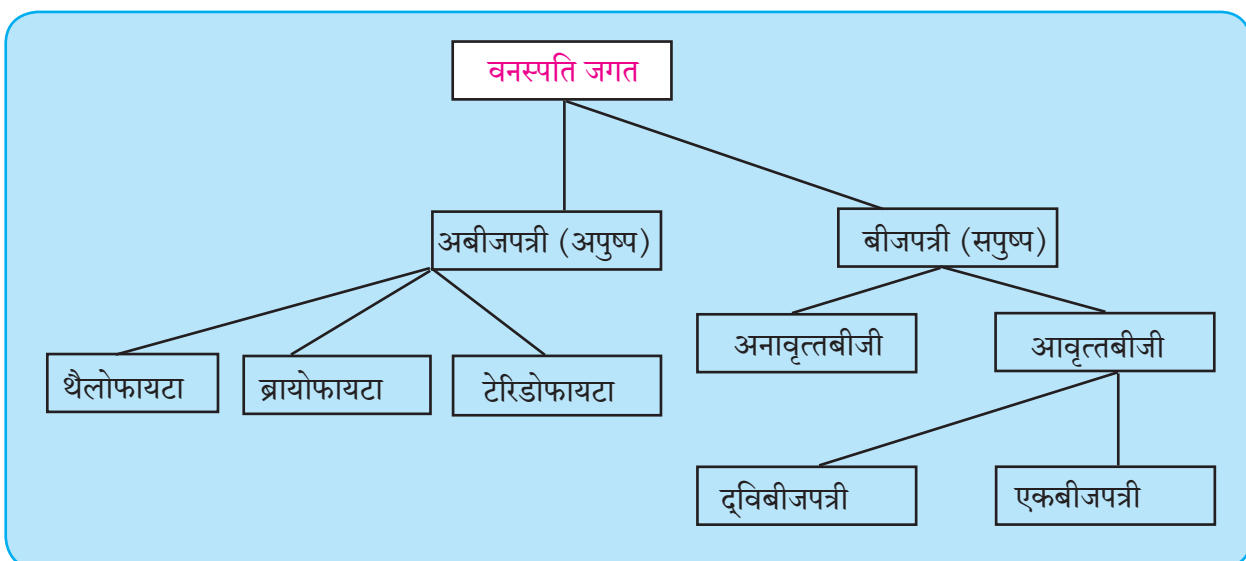 वनस्पति जगत
अबीजपत्री (अपुष्प)
बीजपत्री (सपुष्प)
अनावृत्तबीजी
आवृत्तबीजी
थैलोफायटा
ब्रायोफायटा
टेरिडोफायटा
द्विबीजपत्री
एकबीजपत्री